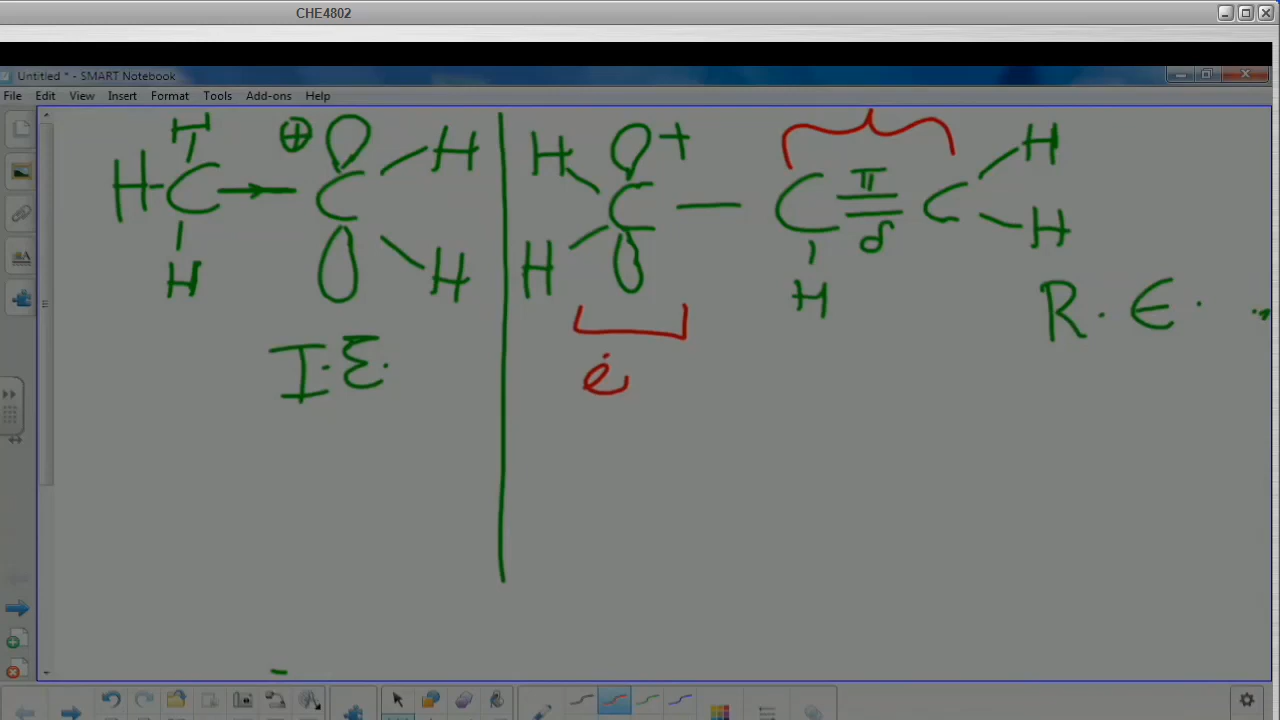 CHE4802
Untitled * - SMART Notebook
File Edit View Insert Format Tools Add-ons Help
H ⊕ H H + H
H - C C C — C π C
H H H H δ H
H
I·E· R·E·
e